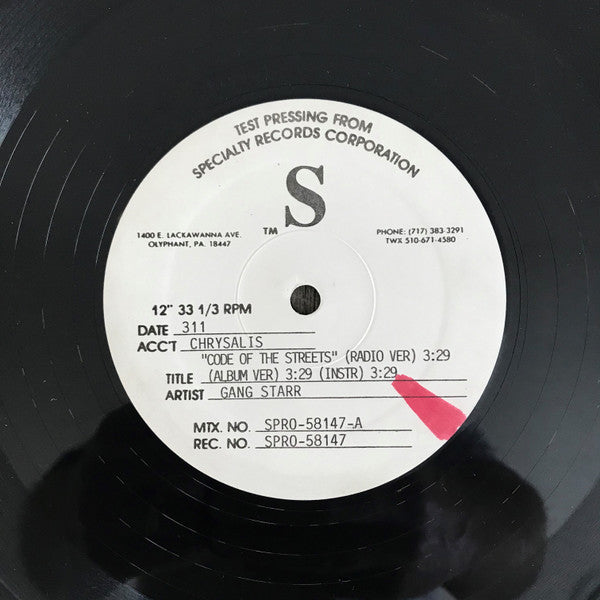 TEST PRESSING FROM
SPECIALTY RECORDS CORPORATION
S
TM
1400 E. LACKAWANNA AVE.
OLYPHANT, PA. 18447
PHONE: (717) 383-3291
TWX 510-671-4580
12" 33 1/3 RPM
DATE 311
ACC'T CHRYSALIS
"CODE OF THE STREETS" (RADIO VER) 3:29
TITLE (ALBUM VER) 3:29 (INSTR) 3:29
ARTIST GANG STARR
MTX. NO. SPRO-58147-A
REC. NO. SPRO-58147